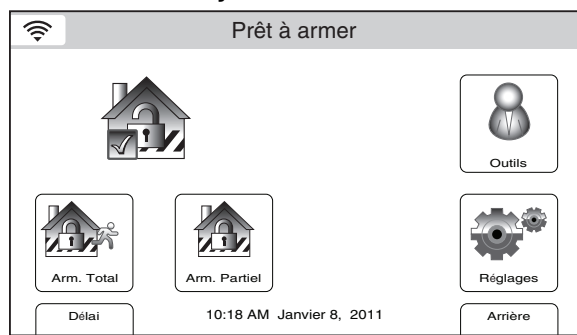 Prêt à armer
Outils
Arm. Total
Arm. Partiel
Réglages
Délai
10:18 AM Janvier 8, 2011
Arrière